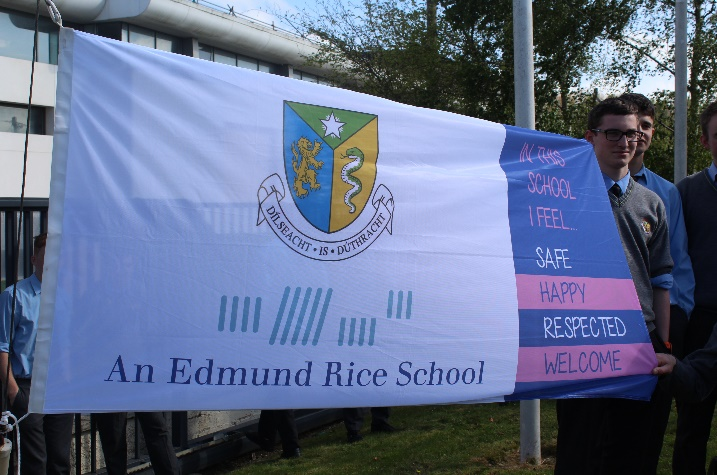 DÍLSEACHT • IS • DÚTHRACHT
An Edmund Rice School
IN THIS
SCHOOL
I FEEL...
SAFE
HAPPY
RESPECTED
WELCOME